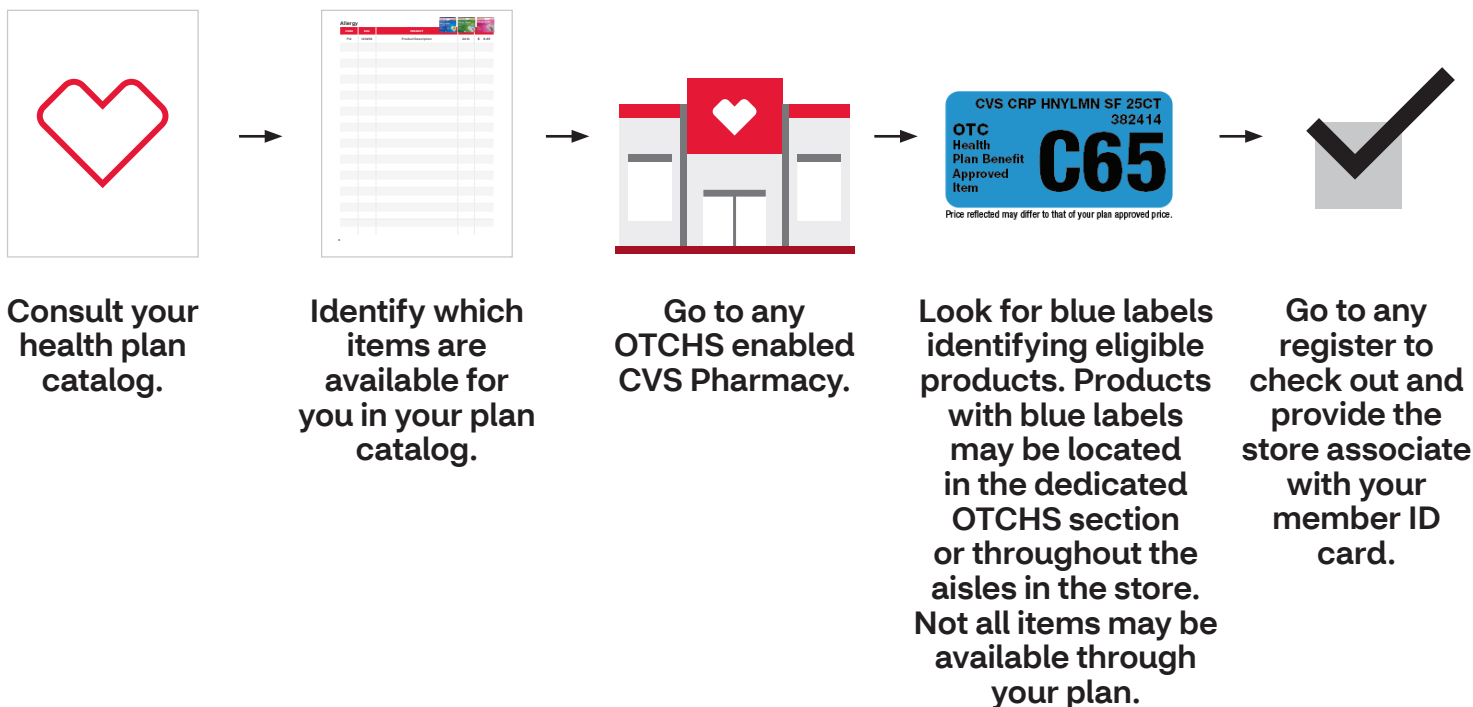 Allergy
Product Description
CVS CRP HNYLMN SF 25CT
382414
OTC
Health
Plan Benefit
Approved
Item
C65
Price reflected may differ to that of your plan approved price.
Consult your
health plan
catalog.
Identify which
items are
available for
you in your plan
catalog.
Go to any
OTCHS enabled
CVS Pharmacy.
Look for blue labels
identifying eligible
products. Products
with blue labels
may be located
in the dedicated
OTCHS section
or throughout the
aisles in the store.
Not all items may be
available through
your plan.
Go to any
register to
check out and
provide the
store associate
with your
member ID
card.